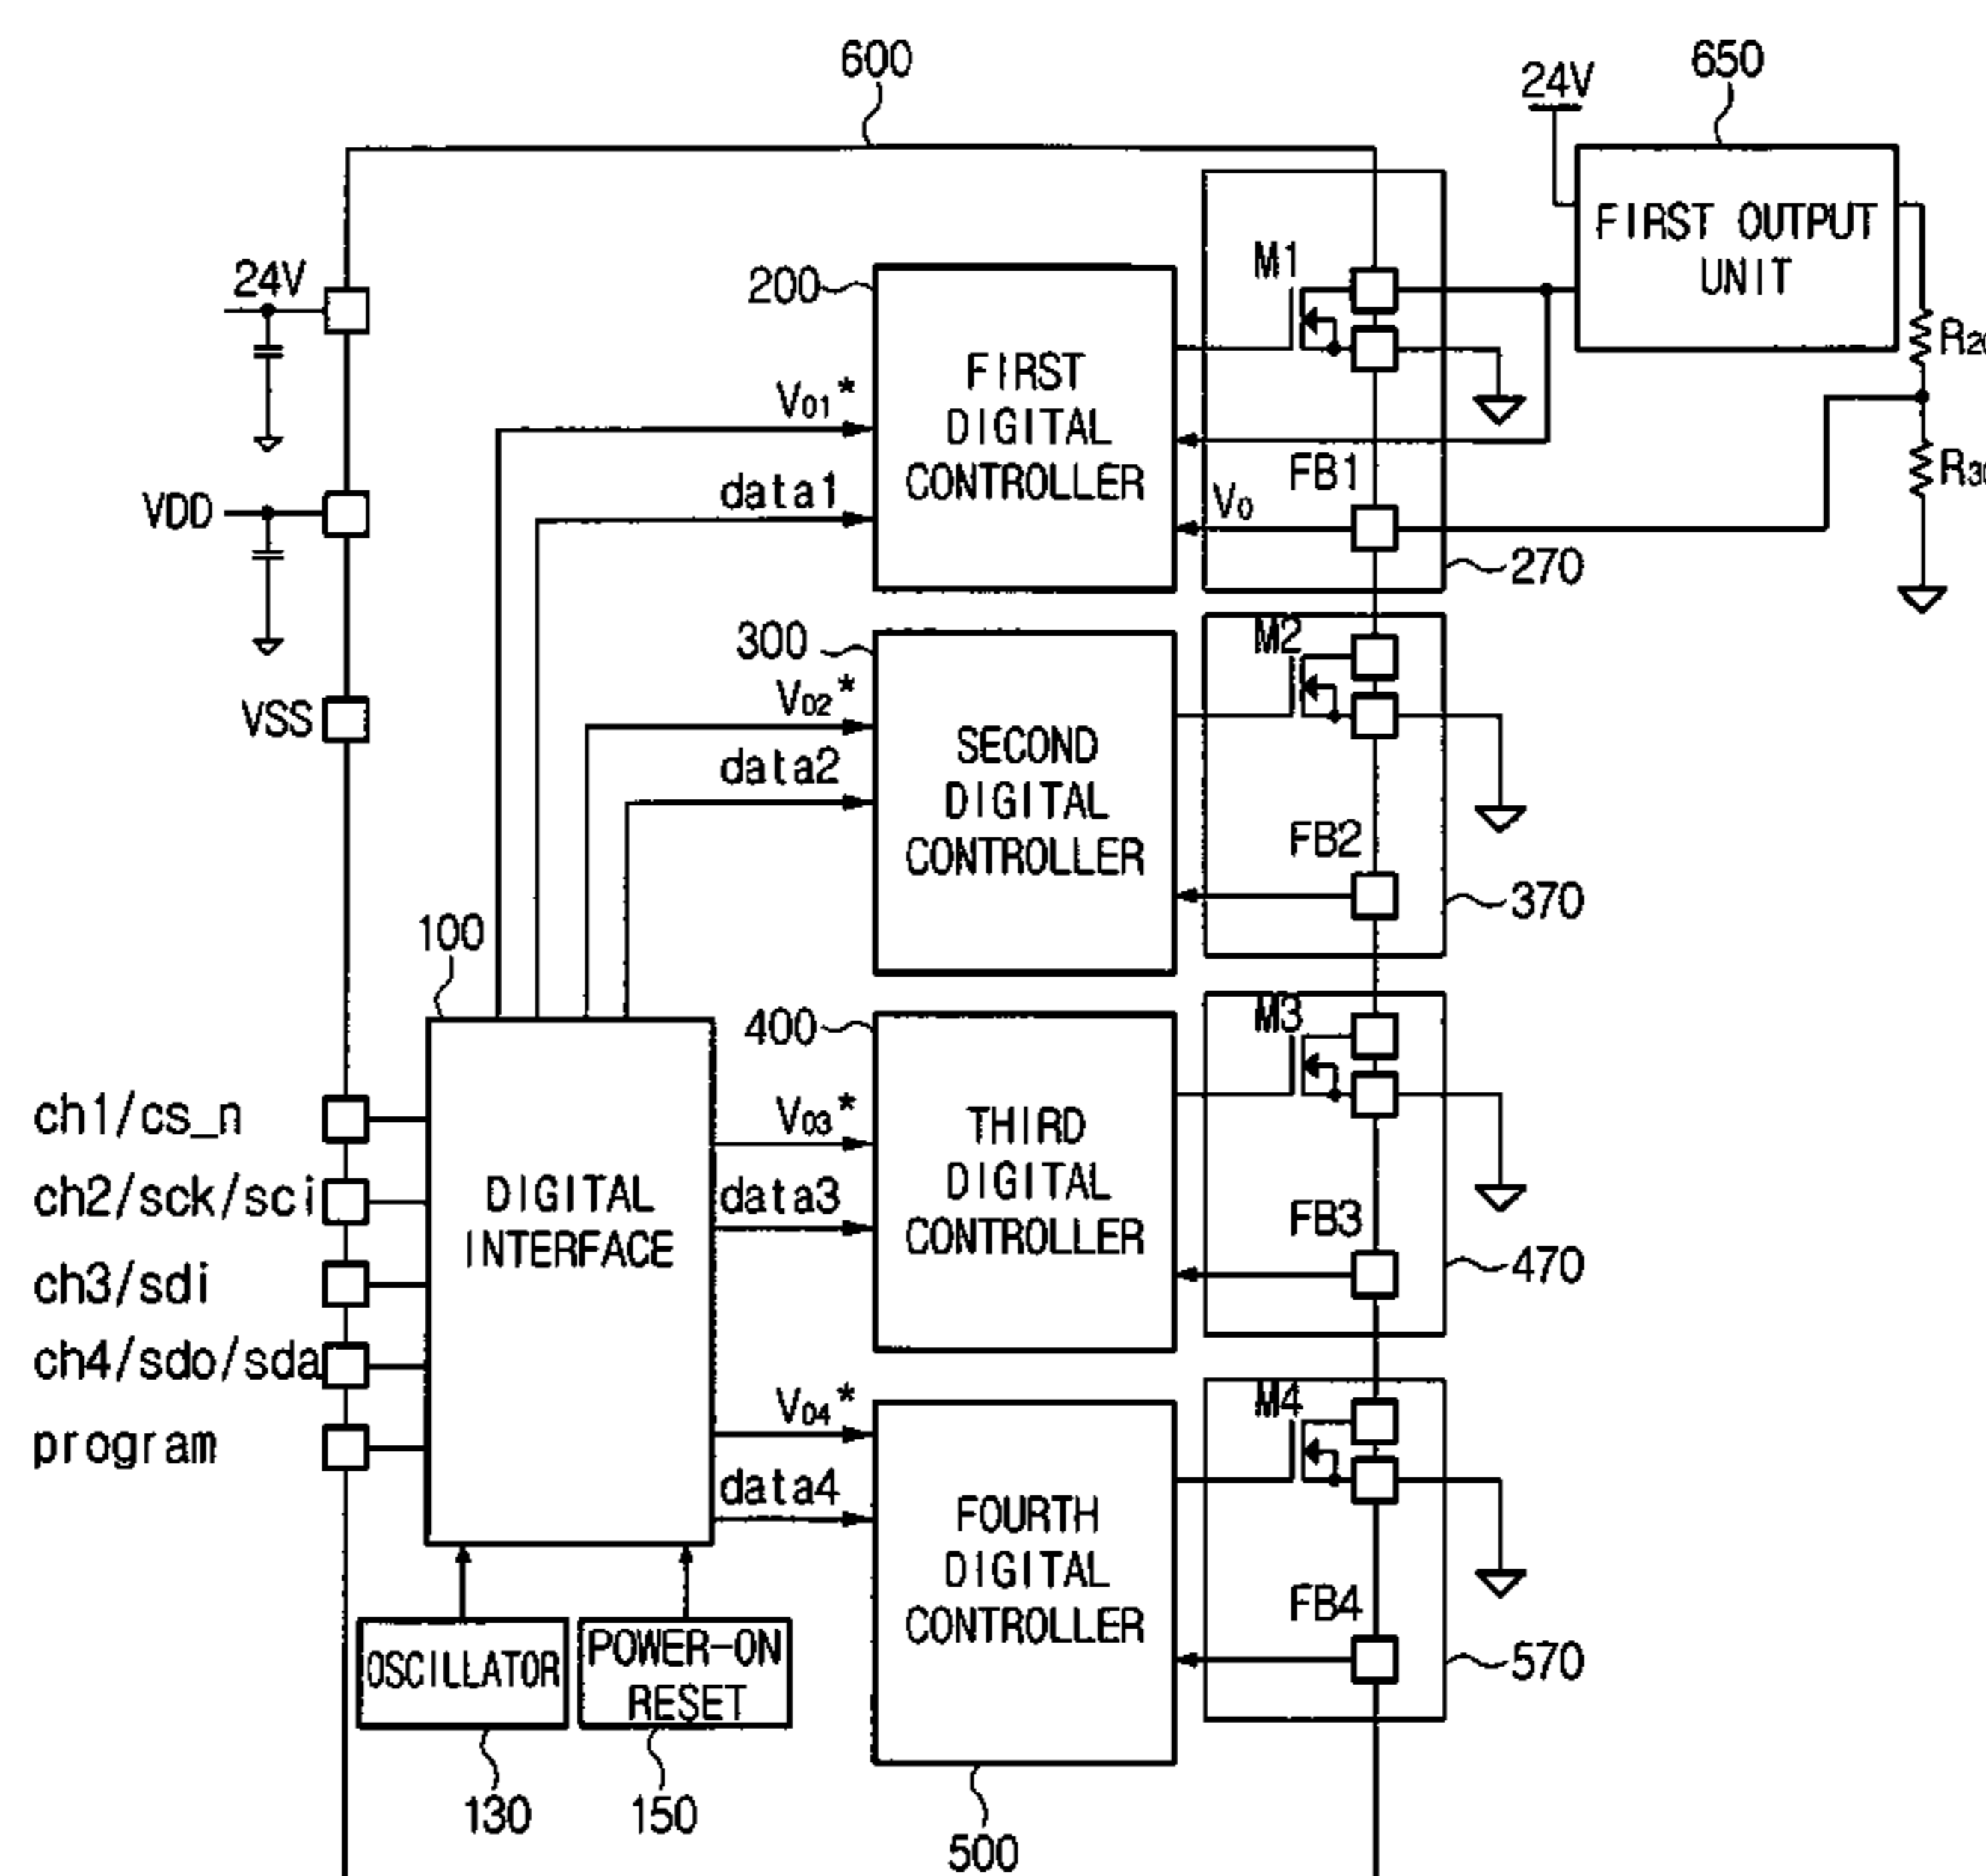 600
650
24V
FIRST OUTPUT
UNIT
24V
200
M1
FIRST
DIGITAL
CONTROLLER
V01*
data1
FB1
V0
270
VDD
VSS
300
V02*
data2
SECOND
DIGITAL
CONTROLLER
M2
FB2
370
100
400
M3
THIRD
DIGITAL
CONTROLLER
V03*
data3
FB3
470
ch1/cs_n
ch2/sck/sci
ch3/sdi
ch4/sdo/sda
program
DIGITAL
INTERFACE
V04*
data4
M4
FOURTH
DIGITAL
CONTROLLER
FB4
570
OSCILLATOR
POWER-ON
RESET
130
150
500